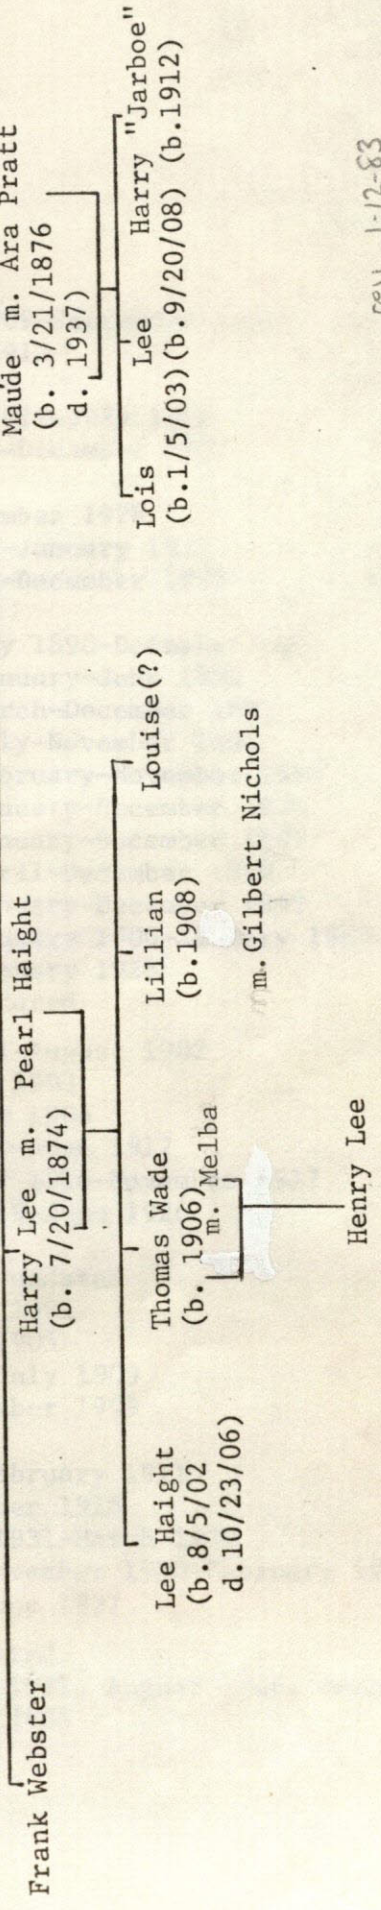 Frank Webster
Harry Lee m. Pearl Haight
(b. 7/20/1874)
Maude m. Ara Pratt
(b. 3/21/1876
d. 1937)
Lee Haight
(b.8/5/02
d.10/23/06)
Thomas Wade
(b. 1906)
m. Melba
Lillian
(b.1908)
m. Gilbert Nichols
Louise(?)
Henry Lee
Lois
(b.1/5/03)
Lee
(b.9/20/08)
Harry "Jarboe"
(b.1912)
1-12-83